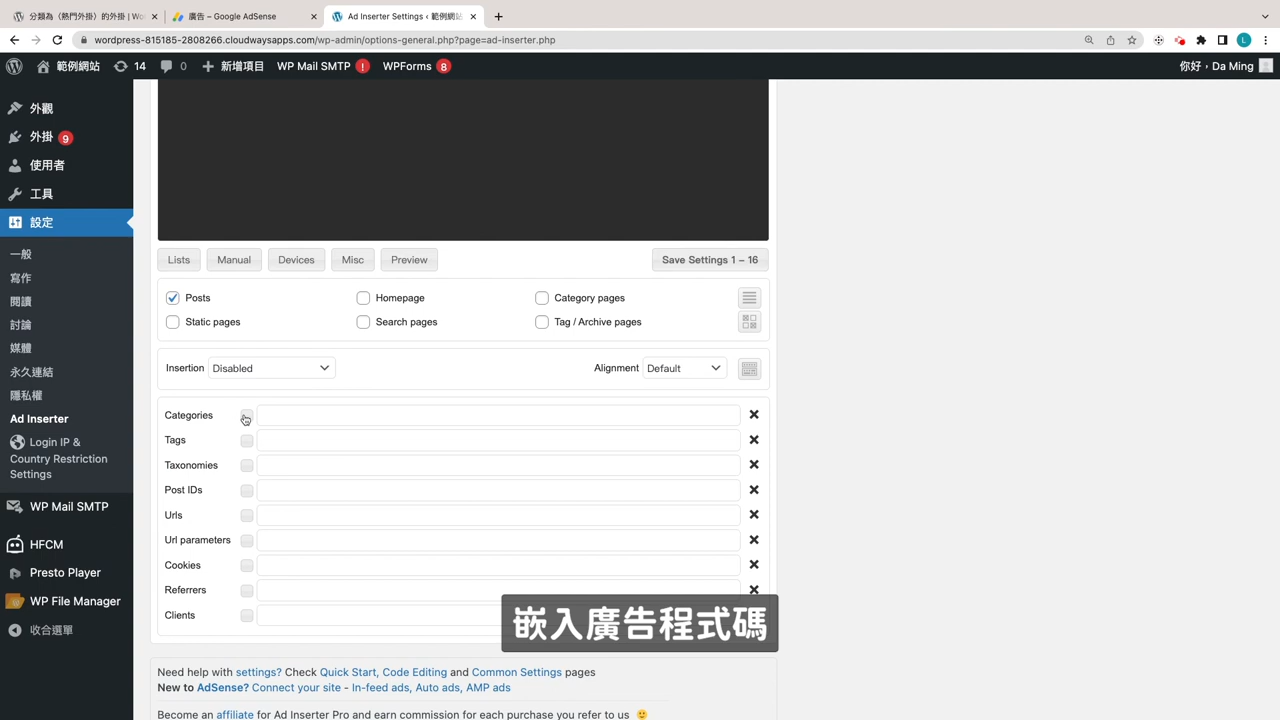 分類為〈熱門外掛〉的外掛 | Wo
廣告 – Google AdSense
Ad Inserter Settings ‹ 範例網站
wordpress-815185-2808266.cloudwaysapps.com/wp-admin/options-general.php?page=ad-inserter.php
L
範例網站
14
0
新增項目
WP Mail SMTP
!
WPForms
8
你好，Da Ming
外觀
外掛
9
使用者
工具
設定
一般
寫作
閱讀
討論
媒體
永久連結
隱私權
Ad Inserter
Login IP &
Country Restriction
Settings
WP Mail SMTP
HFCM
Presto Player
WP File Manager
收合選單
Lists
Manual
Devices
Misc
Preview
Save Settings 1 – 16
Posts
Homepage
Category pages
Static pages
Search pages
Tag / Archive pages
Insertion
Disabled
Alignment
Default
Categories
Tags
Taxonomies
Post IDs
Urls
Url parameters
Cookies
Referrers
Clients
嵌入廣告程式碼
Need help with settings? Check Quick Start, Code Editing and Common Settings pages
New to AdSense? Connect your site - In-feed ads, Auto ads, AMP ads
Become an affiliate for Ad Inserter Pro and earn commission for each purchase you refer to us